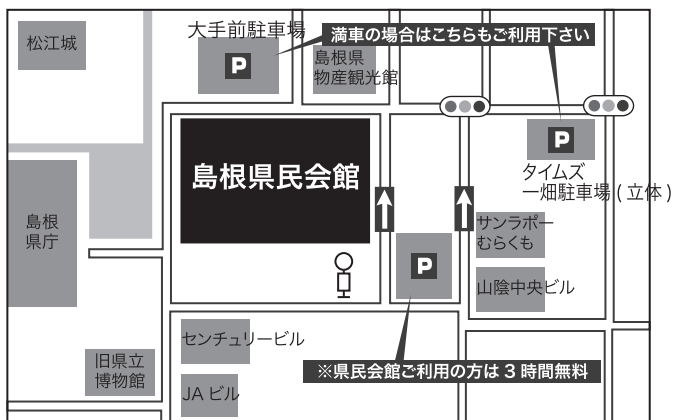 大手前駐車場
満車の場合はこちらもご利用下さい
松江城
P
島根県
物産観光館
P
タイムズ
一畑駐車場 ( 立体 )
島根県民会館
島根
県庁
サンラポー
むらくも
P
山陰中央ビル
センチュリービル
旧県立
博物館
※県民会館ご利用の方は 3 時間無料
JA ビル